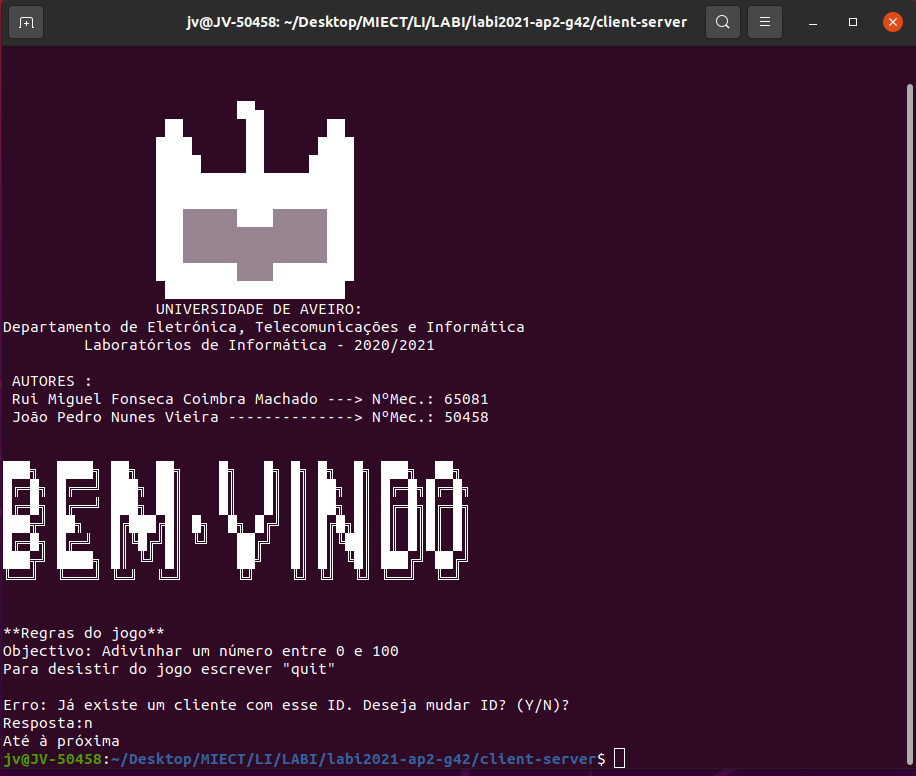 jv@JV-50458: ~/Desktop/MIECT/LI/LABI/labi2021-ap2-g42/client-server
UNIVERSIDADE DE AVEIRO:
Departamento de Eletrónica, Telecomunicações e Informática
Laboratórios de Informática - 2020/2021
AUTORES :
Rui Miguel Fonseca Coimbra Machado ---> NºMec.: 65081
João Pedro Nunes Vieira --------------> NºMec.: 50458
BEM-VINDO
**Regras do jogo**
Objectivo: Adivinhar um número entre 0 e 100
Para desistir do jogo escrever "quit"
Erro: Já existe um cliente com esse ID. Deseja mudar ID? (Y/N)?
Resposta:n
Até à próxima
jv@JV-50458:~/Desktop/MIECT/LI/LABI/labi2021-ap2-g42/client-server$